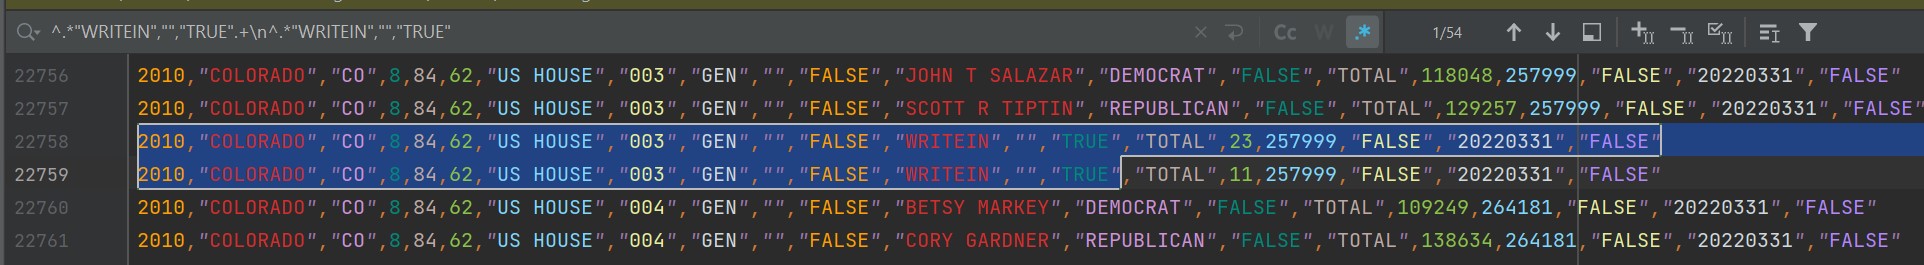 ^.*"WRITEIN","","TRUE".+\n^.*"WRITEIN","","TRUE" × Cc W .* 1/54
22756 2010,"COLORADO","CO",8,84,62,"US HOUSE","003","GEN","","FALSE","JOHN T SALAZAR","DEMOCRAT","FALSE","TOTAL",118048,257999,"FALSE","20220331","FALSE"
22757 2010,"COLORADO","CO",8,84,62,"US HOUSE","003","GEN","","FALSE","SCOTT R TIPTIN","REPUBLICAN","FALSE","TOTAL",129257,257999,"FALSE","20220331","FALSE"
22758 2010,"COLORADO","CO",8,84,62,"US HOUSE","003","GEN","","FALSE","WRITEIN","","TRUE","TOTAL",23,257999,"FALSE","20220331","FALSE"
22759 2010,"COLORADO","CO",8,84,62,"US HOUSE","003","GEN","","FALSE","WRITEIN","","TRUE","TOTAL",11,257999,"FALSE","20220331","FALSE"
22760 2010,"COLORADO","CO",8,84,62,"US HOUSE","004","GEN","","FALSE","BETSY MARKEY","DEMOCRAT","FALSE","TOTAL",109249,264181,"FALSE","20220331","FALSE"
22761 2010,"COLORADO","CO",8,84,62,"US HOUSE","004","GEN","","FALSE","CORY GARDNER","REPUBLICAN","FALSE","TOTAL",138634,264181,"FALSE","20220331","FALSE"